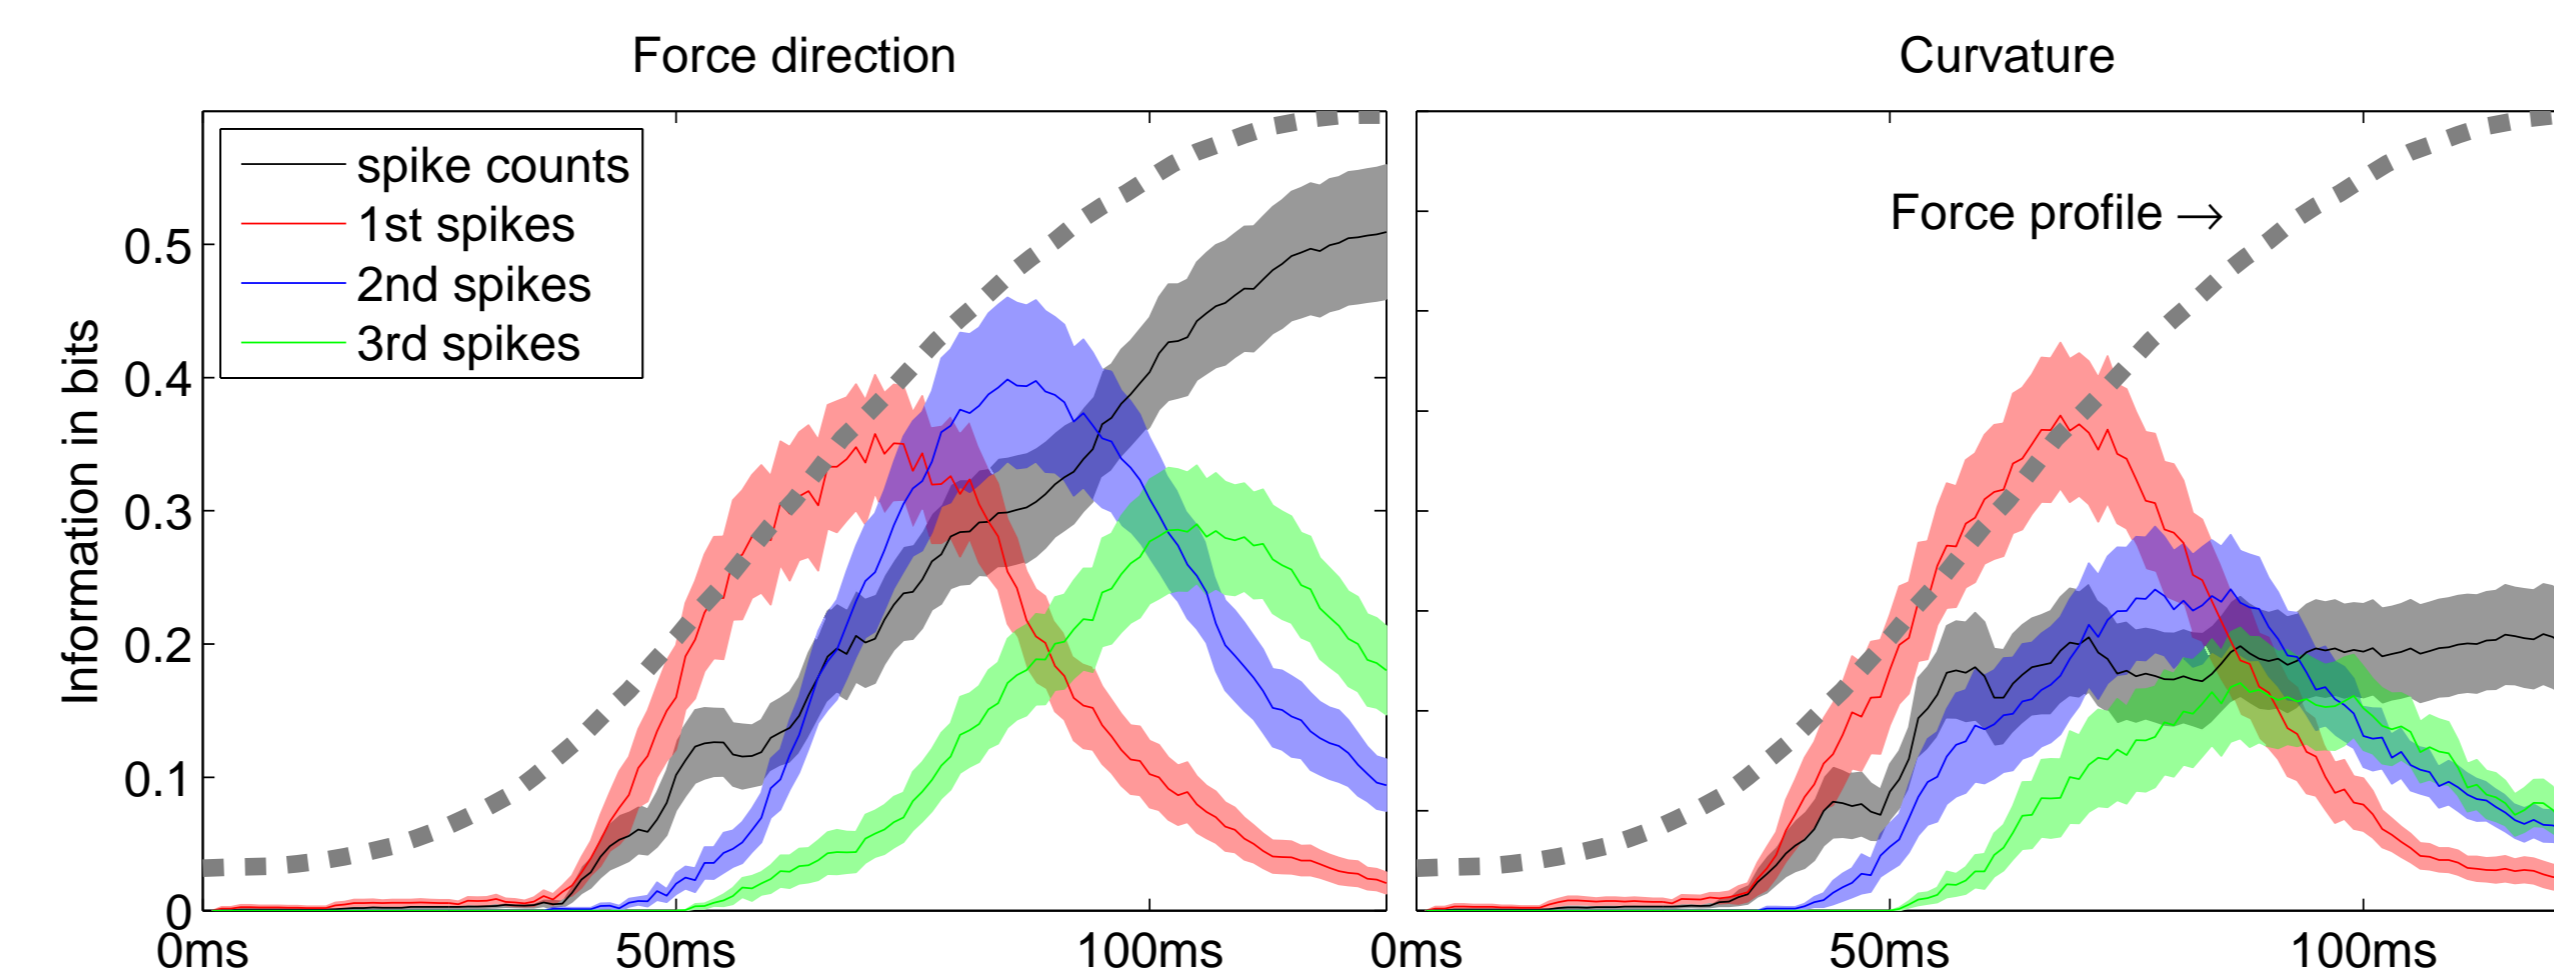 Force direction
Curvature
spike counts
1st spikes
2nd spikes
3rd spikes
Force profile →
Information in bits
0.5
0.4
0.3
0.2
0.1
0
0ms 50ms 100ms
0ms 50ms 100ms